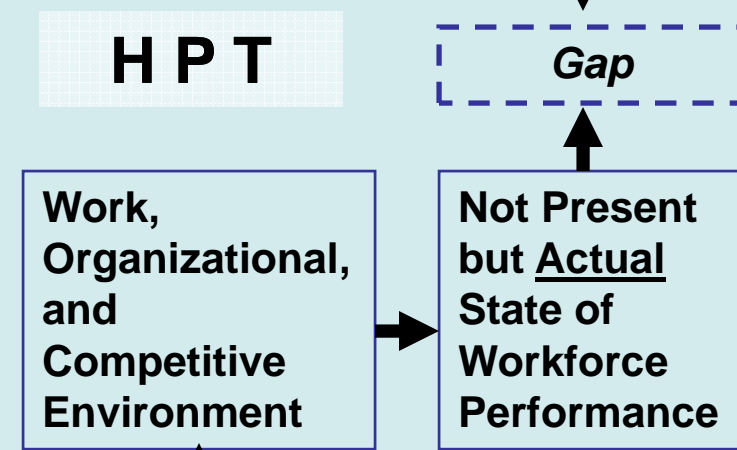 H P T
Gap
Work,
Organizational,
and
Competitive
Environment
Not Present
but Actual
State of
Workforce
Performance